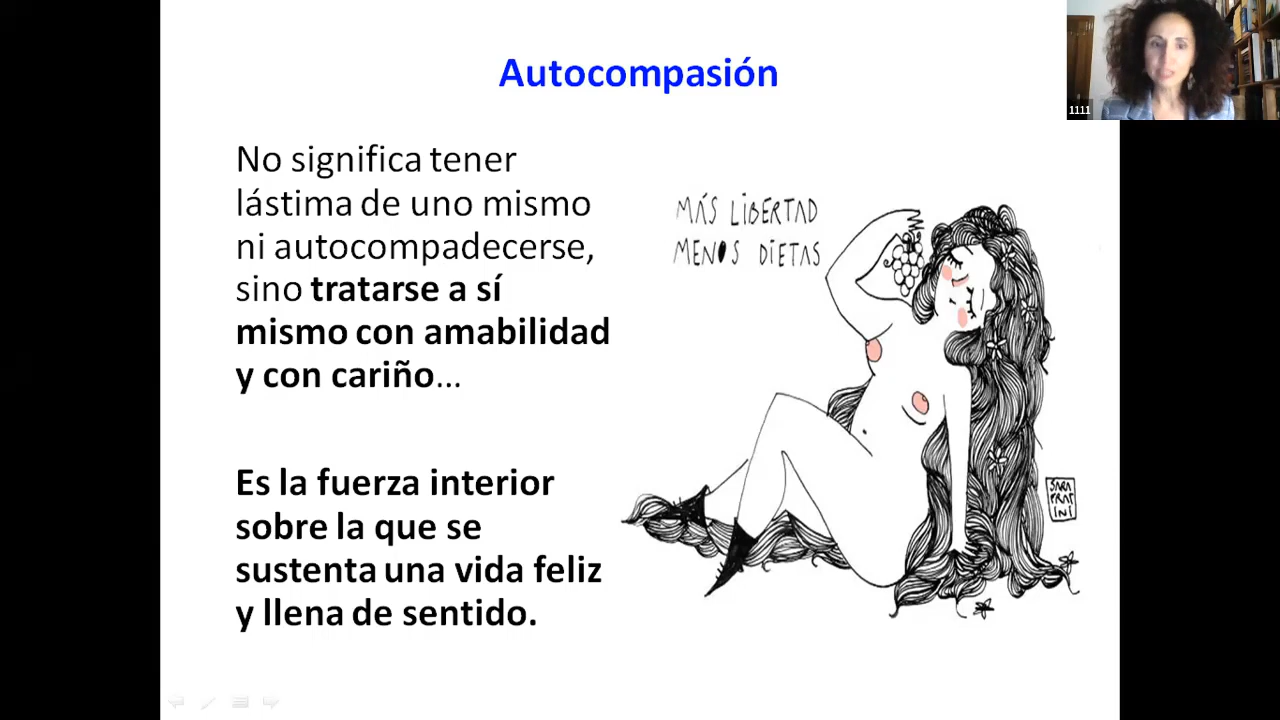 Autocompasión
No significa tener
lástima de uno mismo
ni autocompadecerse,
sino tratarse a sí
mismo con amabilidad
y con cariño...
Es la fuerza interior
sobre la que se
sustenta una vida feliz
y llena de sentido.
MÁS LIBERTAD
MENOS DIETAS
SARA
FRAT
INI
1111